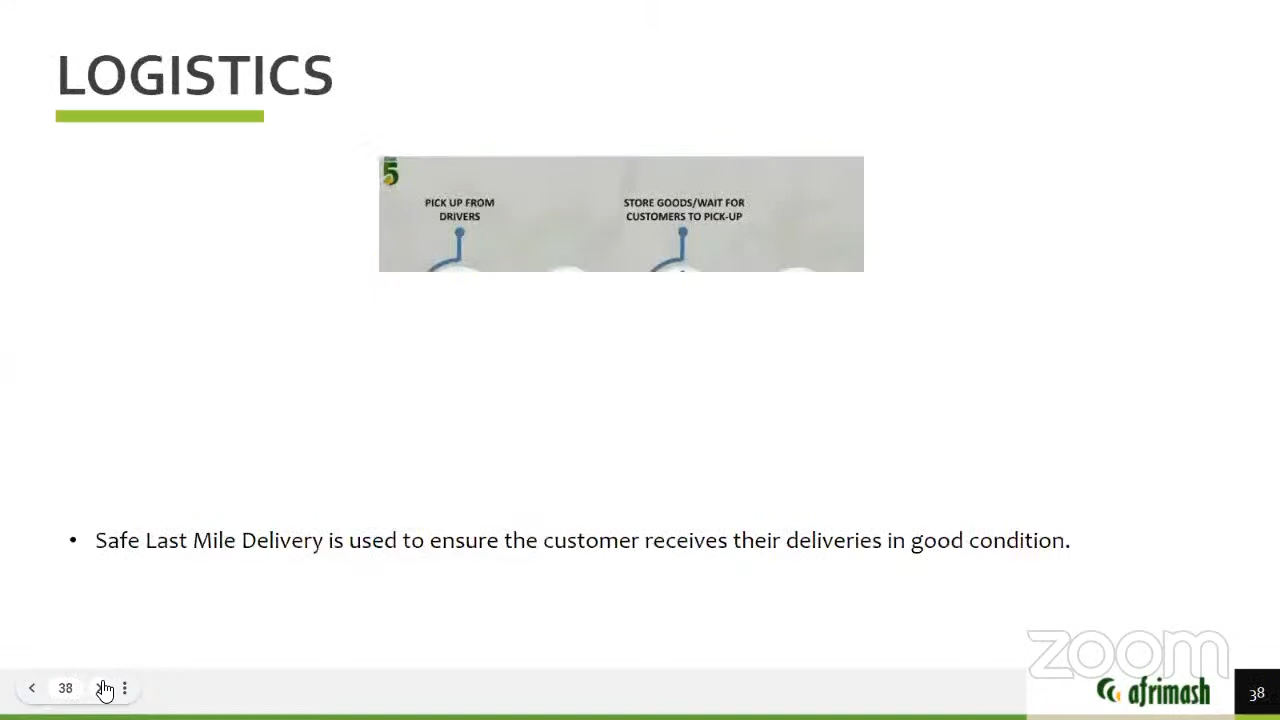 LOGISTICS
5
PICK UP FROM
DRIVERS
STORE GOODS/WAIT FOR
CUSTOMERS TO PICK-UP
• Safe Last Mile Delivery is used to ensure the customer receives their deliveries in good condition.
zoom
38
afrimash
38